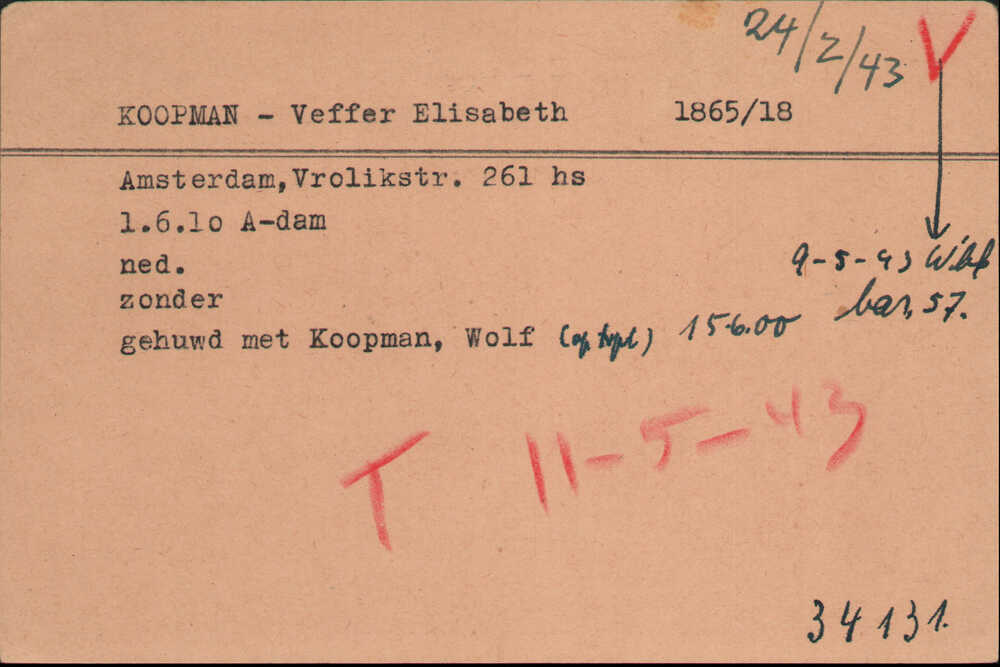 24/2/43 V
KOOPMAN - Veffer Elisabeth 1865/18
Amsterdam,Vrolikstr. 261 hs
1.6.1o A-dam
ned.
9-5-43 W'bk
zonder
bar. 57.
gehuwd met Koopman, Wolf 15.6.00
T 11-5-43
34131.